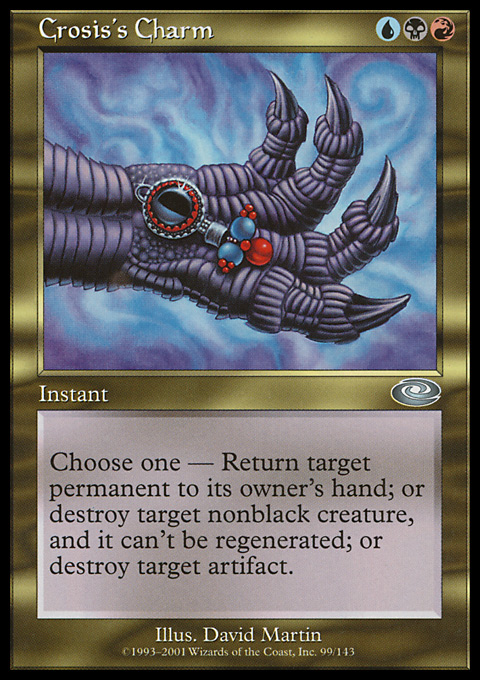 Crosis's Charm
Instant
Choose one — Return target
permanent to its owner's hand; or
destroy target nonblack creature,
and it can't be regenerated; or
destroy target artifact.
Illus. David Martin
©1993–2001 Wizards of the Coast, Inc. 99/143